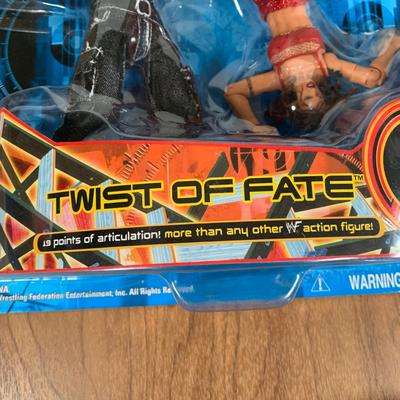 TWIST OF FATE™
19 points of articulation! more than any other WF action figure!
NA.
Wrestling Federation Entertainment, Inc. All Rights Re
WARNING